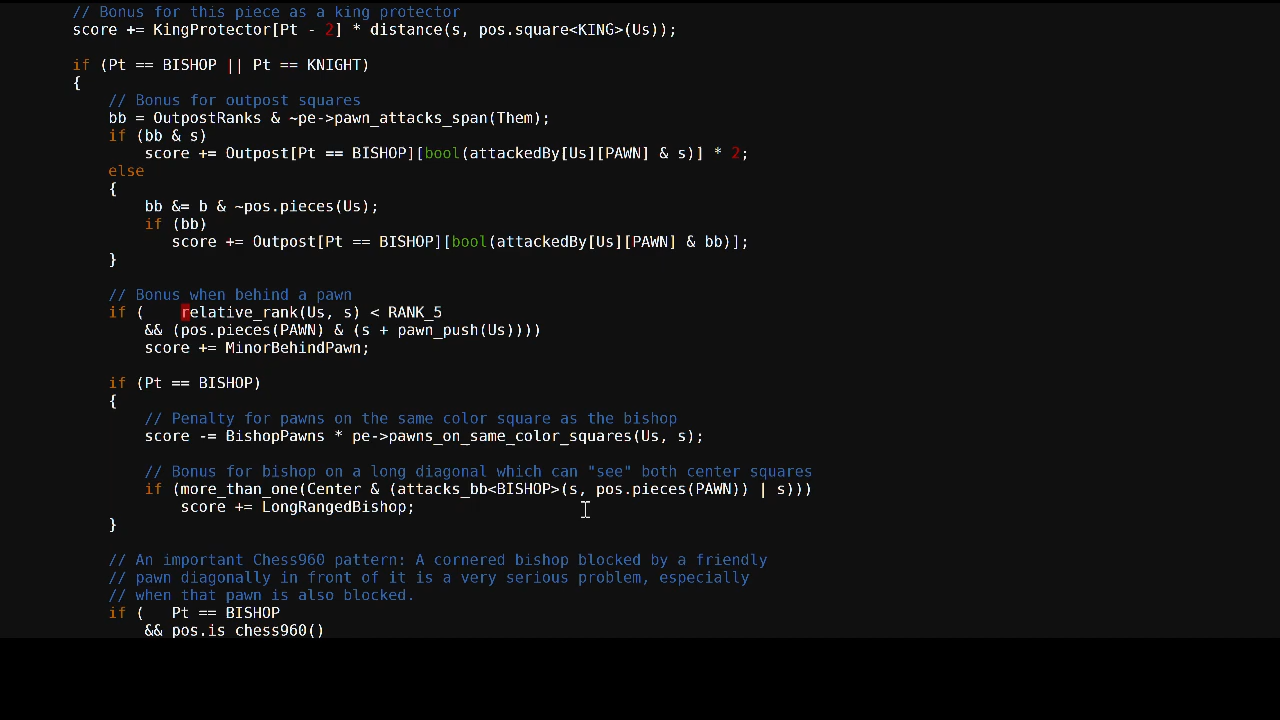 // Bonus for this piece as a king protector
score += KingProtector[Pt - 2] * distance(s, pos.square<KING>(Us));
if (Pt == BISHOP || Pt == KNIGHT)
{
// Bonus for outpost squares
bb = OutpostRanks & ~pe->pawn_attacks_span(Them);
if (bb & s)
score += Outpost[Pt == BISHOP][bool(attackedBy[Us][PAWN] & s)] * 2;
else
{
bb &= b & ~pos.pieces(Us);
if (bb)
score += Outpost[Pt == BISHOP][bool(attackedBy[Us][PAWN] & bb)];
}
// Bonus when behind a pawn
if (    relative_rank(Us, s) < RANK_5
&& (pos.pieces(PAWN) & (s + pawn_push(Us))))
score += MinorBehindPawn;
if (Pt == BISHOP)
{
// Penalty for pawns on the same color square as the bishop
score -= BishopPawns * pe->pawns_on_same_color_squares(Us, s);
// Bonus for bishop on a long diagonal which can "see" both center squares
if (more_than_one(Center & (attacks_bb<BISHOP>(s, pos.pieces(PAWN)) | s)))
score += LongRangedBishop;
}
// An important Chess960 pattern: A cornered bishop blocked by a friendly
// pawn diagonally in front of it is a very serious problem, especially
// when that pawn is also blocked.
if (   Pt == BISHOP
&& pos.is_chess960()